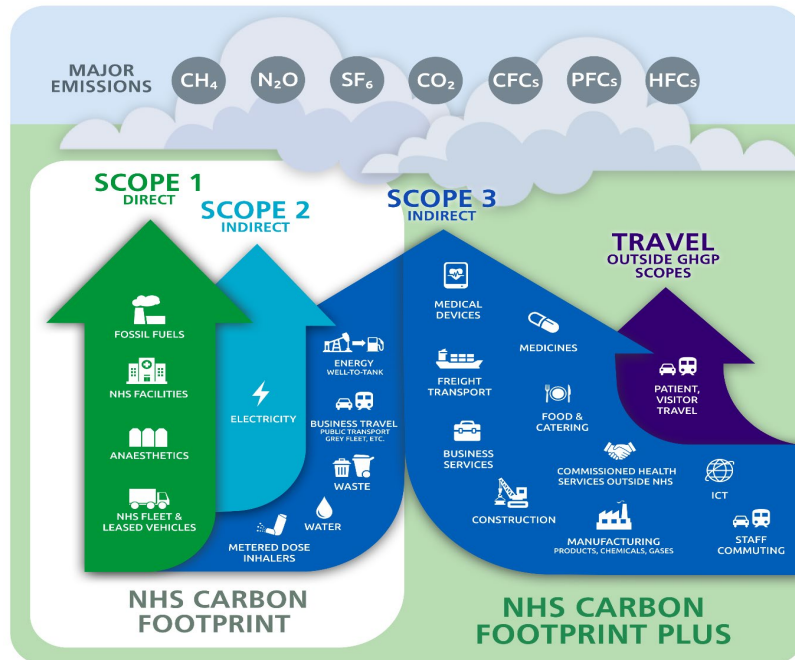 MAJOR
EMISSIONS
CH₄
N₂O
SF₆
CO₂
CFCs
PFCs
HFCs
SCOPE 1
DIRECT
SCOPE 2
INDIRECT
SCOPE 3
INDIRECT
TRAVEL
OUTSIDE GHGP
SCOPES
FOSSIL FUELS
NHS FACILITIES
ANAESTHETICS
NHS FLEET &
LEASED VEHICLES
ELECTRICITY
ENERGY
WELL-TO-TANK
BUSINESS TRAVEL
PUBLIC TRANSPORT
GREY FLEET, ETC.
WASTE
WATER
METERED DOSE
INHALERS
MEDICAL
DEVICES
MEDICINES
FREIGHT
TRANSPORT
FOOD &
CATERING
BUSINESS
SERVICES
COMMISSIONED HEALTH
SERVICES OUTSIDE NHS
CONSTRUCTION
MANUFACTURING
PRODUCTS, CHEMICALS, GASES
PATIENT,
VISITOR
TRAVEL
ICT
STAFF
COMMUTING
NHS CARBON
FOOTPRINT
NHS CARBON
FOOTPRINT PLUS